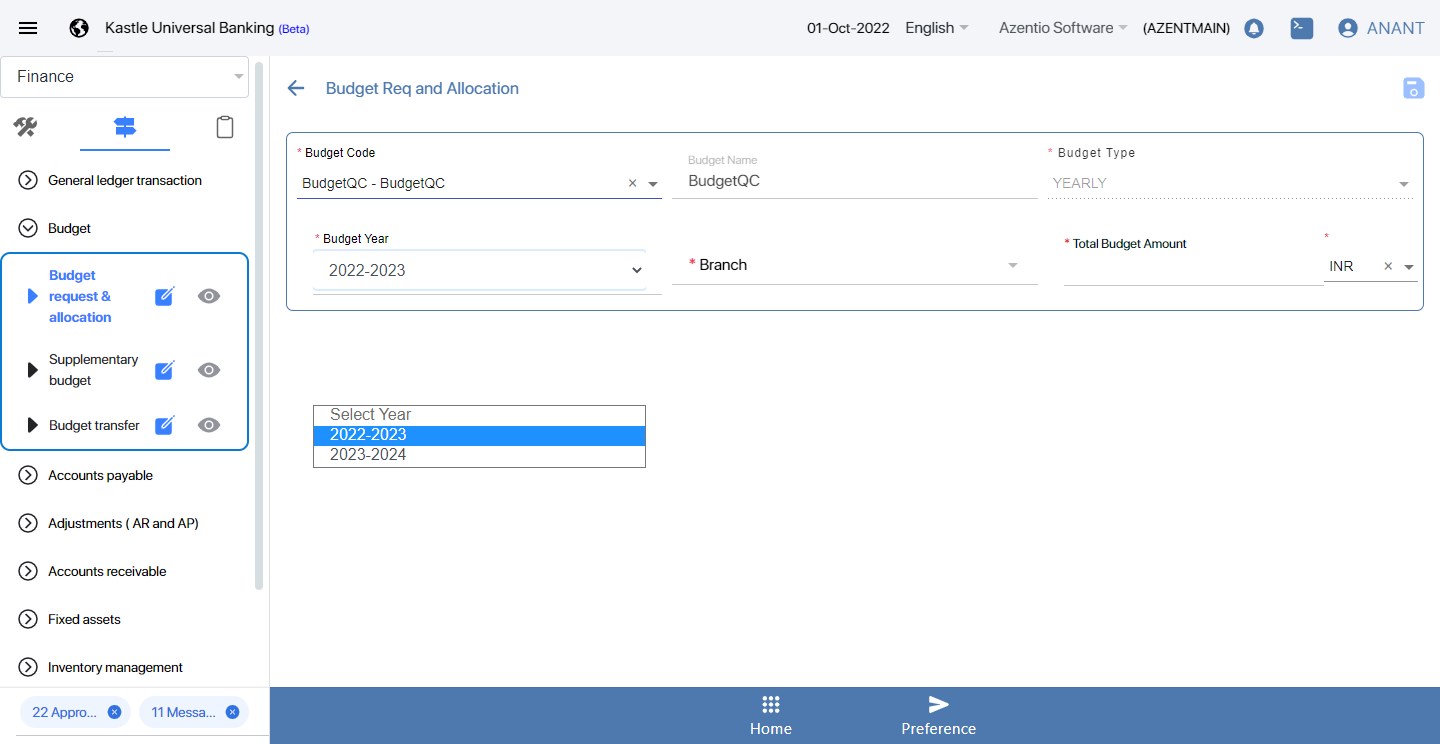 Kastle Universal Banking (Beta)
01-Oct-2022 English Azentio Software (AZENTMAIN) ANANT
Finance
General ledger transaction
Budget
Budget
request &
allocation
Supplementary
budget
Budget transfer
Accounts payable
Adjustments ( AR and AP)
Accounts receivable
Fixed assets
Inventory management
22 Appro...
11 Messa...
Budget Req and Allocation
* Budget Code
BudgetQC - BudgetQC
Budget Name
BudgetQC
* Budget Type
YEARLY
* Budget Year
2022-2023
* Branch
* Total Budget Amount
*
INR
Select Year
2022-2023
2023-2024
Home
Preference